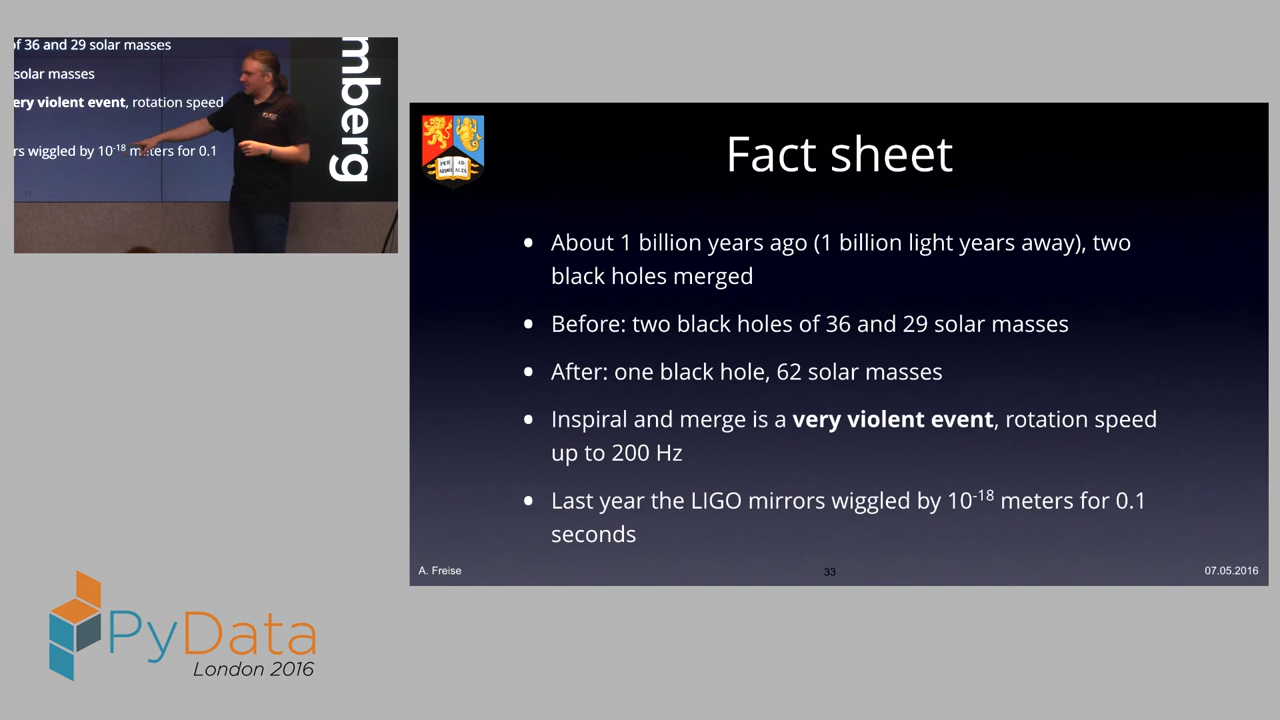 of 36 and 29 solar masses
solar masses
ery violent event, rotation speed
rs wiggled by 10⁻¹⁸ meters for 0.1
mberg
Fact sheet
• About 1 billion years ago (1 billion light years away), two
black holes merged
• Before: two black holes of 36 and 29 solar masses
• After: one black hole, 62 solar masses
• Inspiral and merge is a very violent event, rotation speed
up to 200 Hz
• Last year the LIGO mirrors wiggled by 10⁻¹⁸ meters for 0.1
seconds
A. Freise
33
07.05.2016
PyData
London 2016